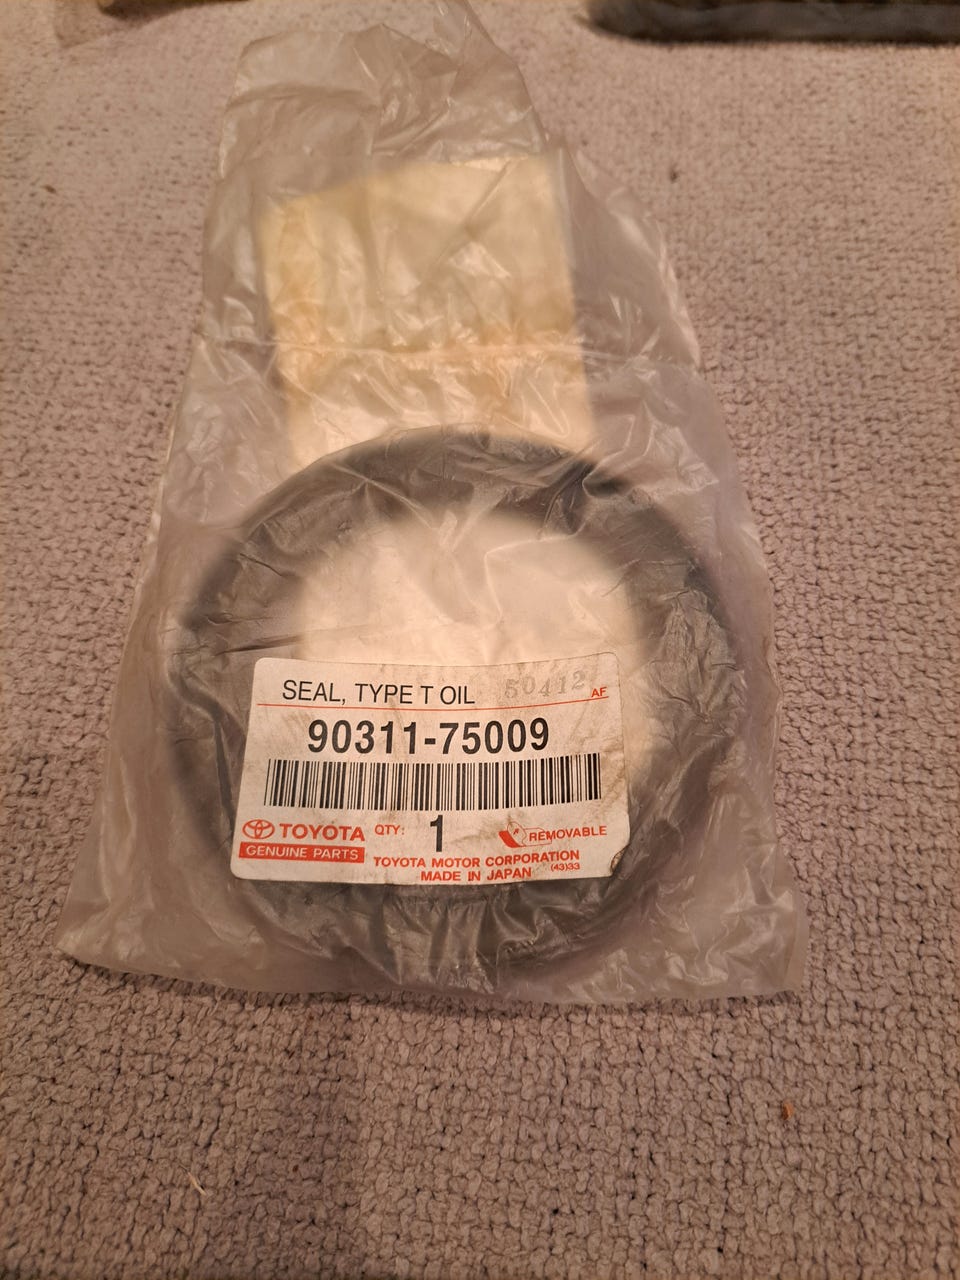 SEAL, TYPE T OIL 50412
AF
90311-75009
TOYOTA QTY: 1 REMOVABLE
GENUINE PARTS
TOYOTA MOTOR CORPORATION
MADE IN JAPAN (43)33